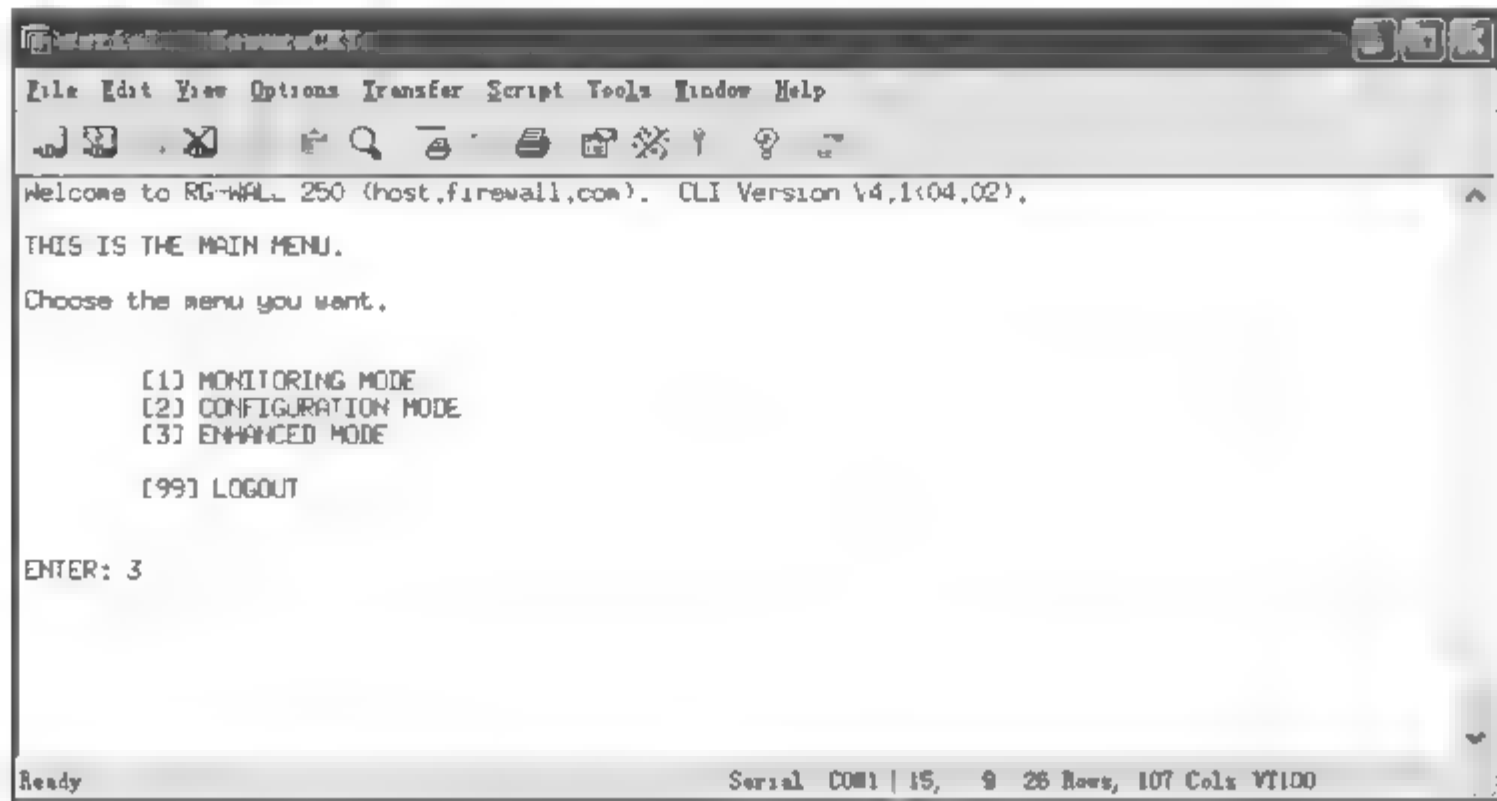 File Edit View Options Transfer Script Tools Window Help
Welcome to RG-WALL 250 (host.firewall.com). CLI Version V4.1(04.02).
THIS IS THE MAIN MENU.
Choose the menu you want.
[1] MONITORING MODE
[2] CONFIGURATION MODE
[3] ENHANCED MODE
[99] LOGOUT
ENTER: 3
Ready Serial COM1 15, 9 26 Rows, 107 Cols VT100